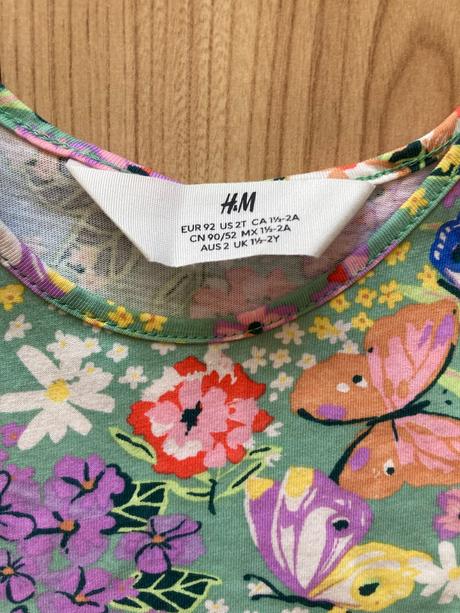 H&M
EUR 92 US 2T CA 1½-2A
CN 90/52 MX 1½-2A
AUS 2 UK 1½-2Y